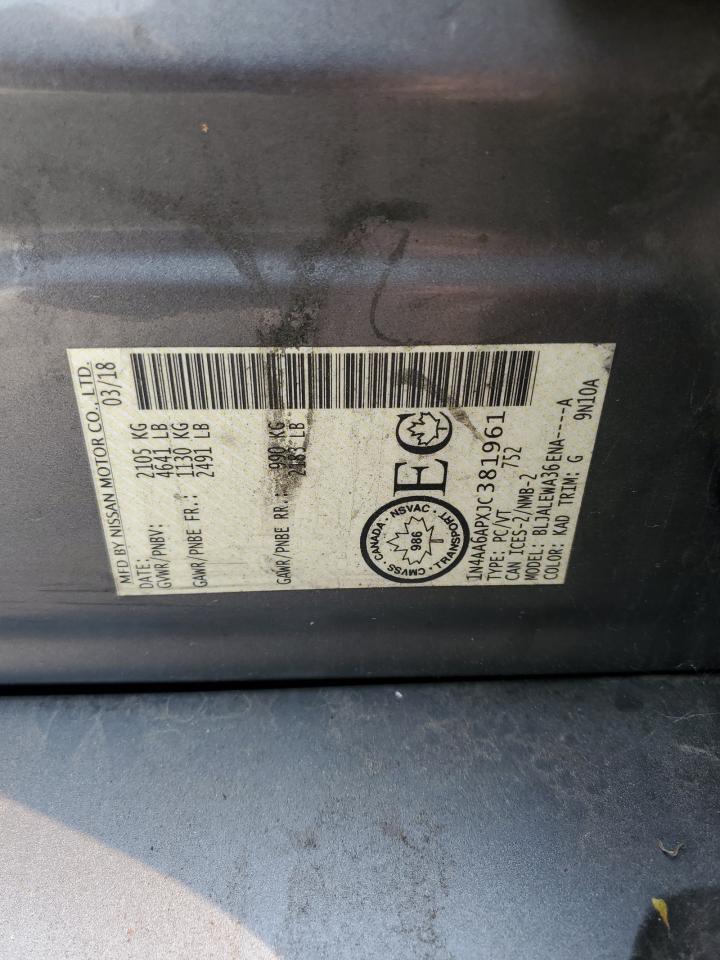 MFD BY NISSAN MOTOR CO., LTD.
DATE: 03/18
GVWR/PNBV: 2105 KG
4641 LB
GAWR/PNBE FR.: 1130 KG
2491 LB
GAWR/PNBE RR.: 990 KG
2183 LB
CANADA · NSVAC · TRANSPORT · CMVSS
986
EC
1N4AA6APXJC381961
TYPE: PC/VT 752
CAN ICES-2/NMB-2
MODEL: BLJALEWA36ENA----A
COLOR: KAD TRIM: G 9N10A